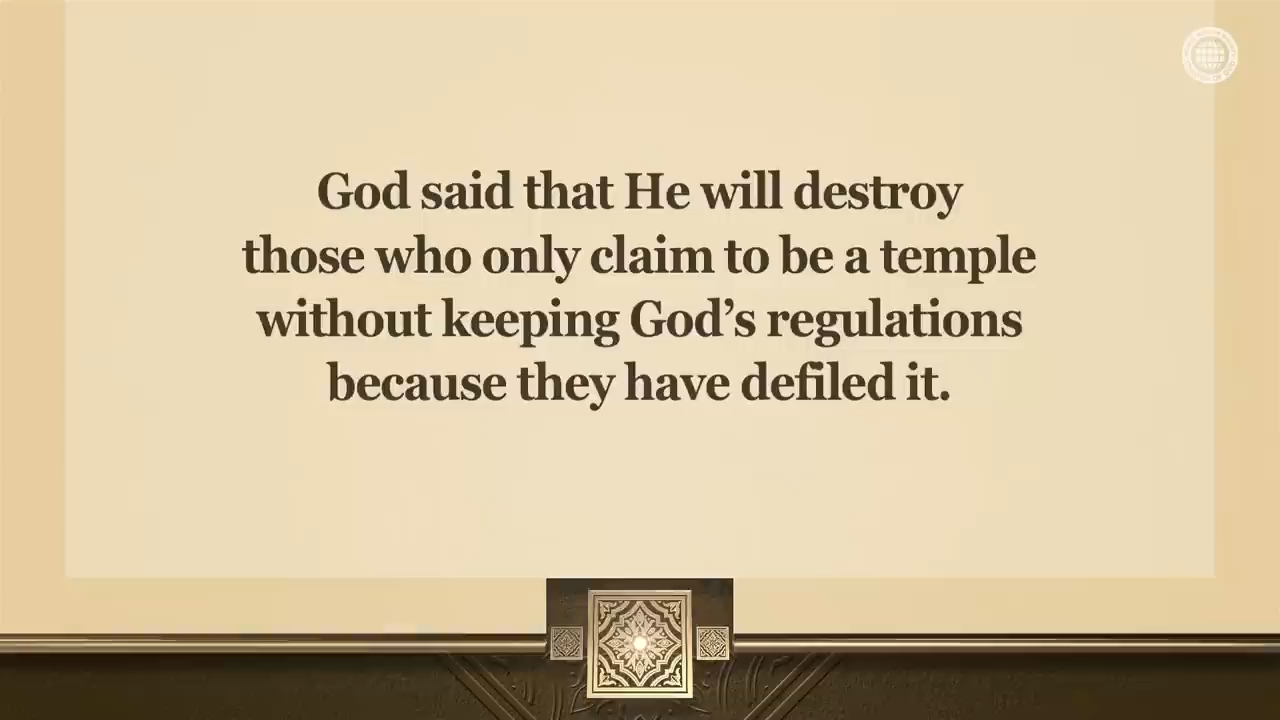 God said that He will destroy
those who only claim to be a temple
without keeping God’s regulations
because they have defiled it.